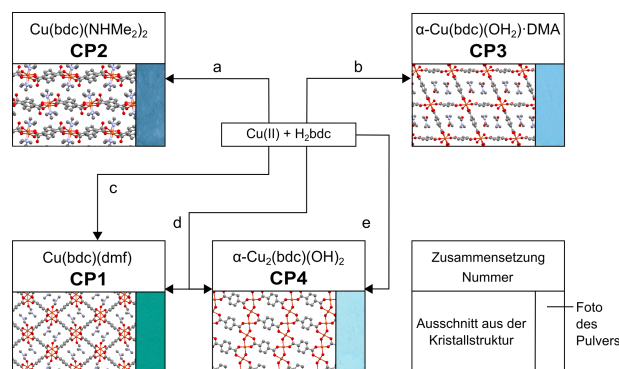 Cu(bdc)(NHMe₂)₂
CP2
α-Cu(bdc)(OH₂)·DMA
CP3
a
b
Cu(II) + H₂bdc
c
d
e
Cu(bdc)(dmf)
CP1
α-Cu₂(bdc)(OH)₂
CP4
Zusammensetzung
Nummer
Ausschnitt aus der
Kristallstruktur
Foto
des
Pulvers